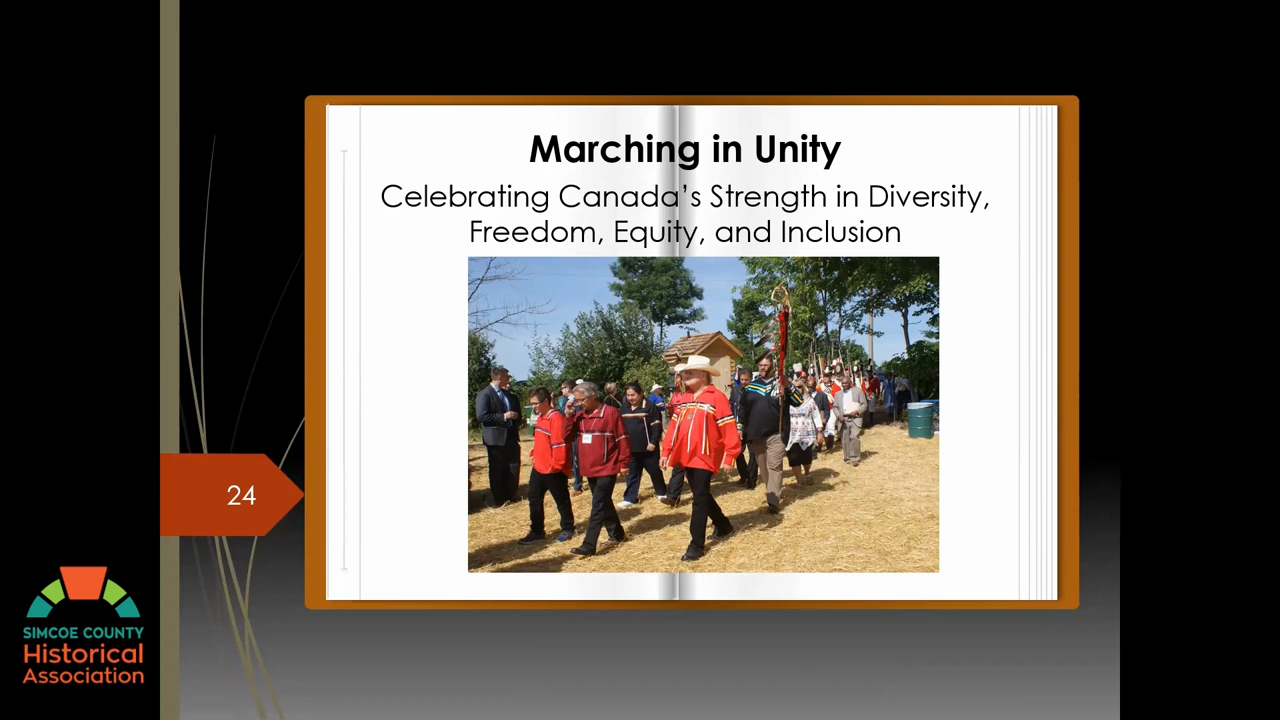 Marching in Unity
Celebrating Canada's Strength in Diversity,
Freedom, Equity, and Inclusion
24
SIMCOE COUNTY
Historical
Association